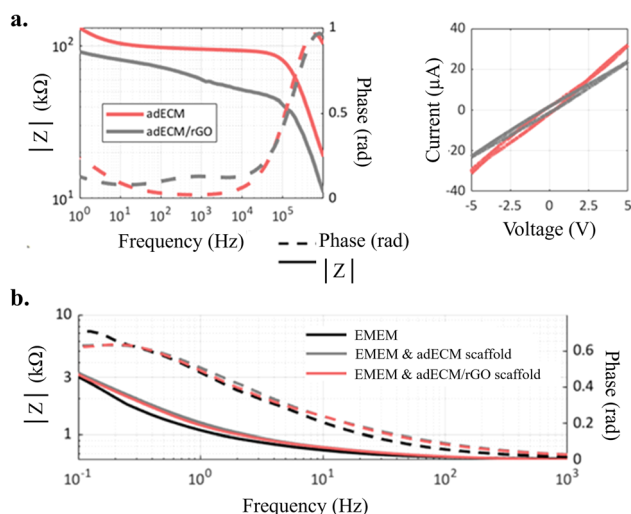 a.
|Z| (kΩ)
10²
10¹
adECM
adECM/rGO
10⁰ 10¹ 10² 10³ 10⁴ 10⁵
Frequency (Hz)
1
0.5
0
Phase (rad)
Current (µA)
40
20
0
-20
-40
-5 -2.5 0 2.5 5
Voltage (V)
Phase (rad)
|Z|
b.
|Z| (kΩ)
10
3
1
EMEM
EMEM & adECM scaffold
EMEM & adECM/rGO scaffold
0.6
0.4
0.2
0
Phase (rad)
10⁻¹ 10⁰ 10¹ 10² 10³
Frequency (Hz)